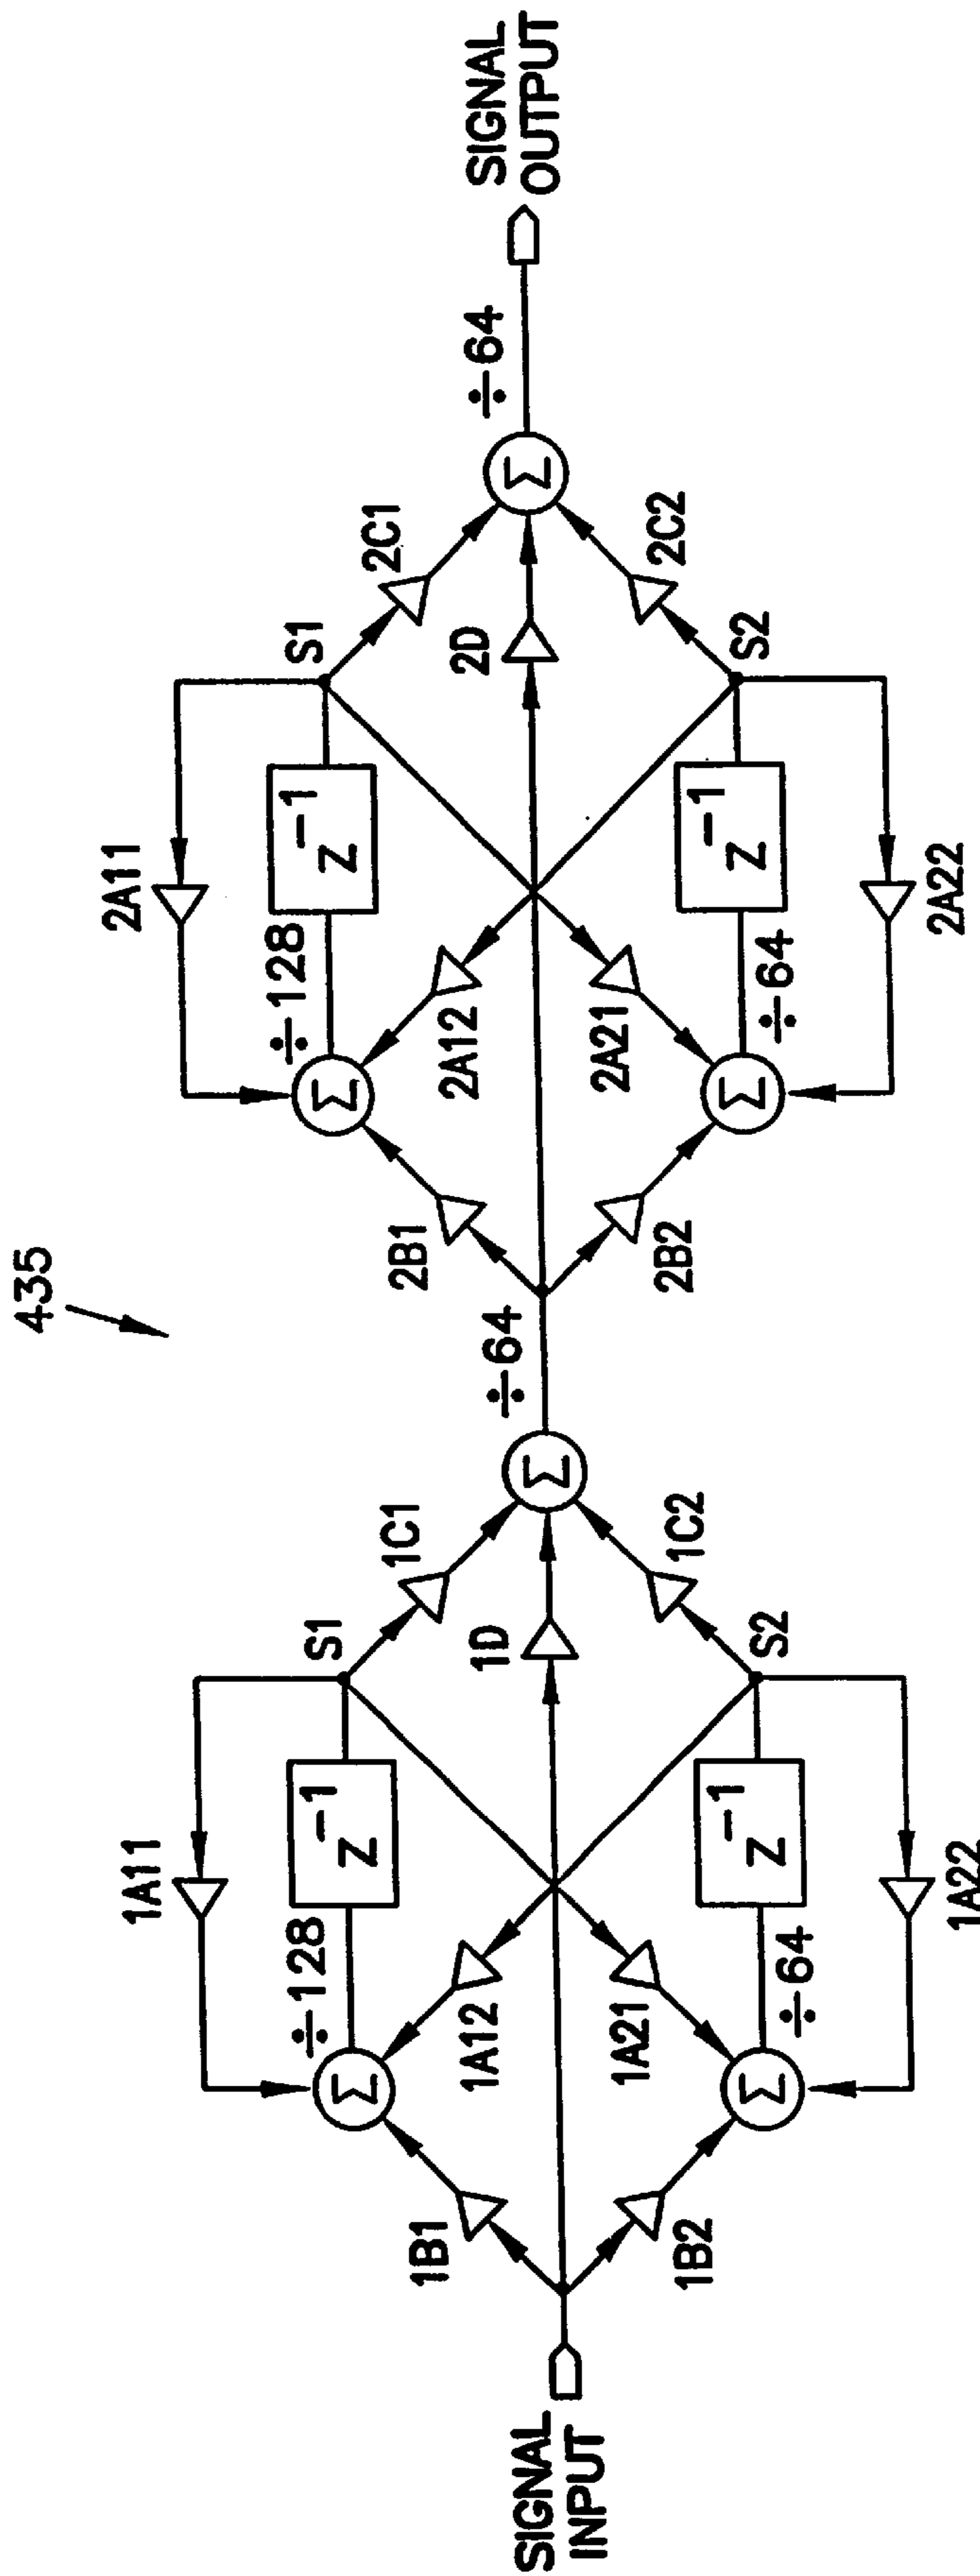 435
SIGNAL
INPUT
1B1
1B2
Σ
÷128
Σ
÷64
1A11
Z⁻¹
1A12
1A21
Z⁻¹
1A22
S1
S2
1C1
1D
1C2
Σ
÷64
2B1
2B2
Σ
÷128
Σ
÷64
2A11
Z⁻¹
2A12
2A21
Z⁻¹
2A22
S1
S2
2C1
2D
2C2
Σ
÷64
SIGNAL
OUTPUT